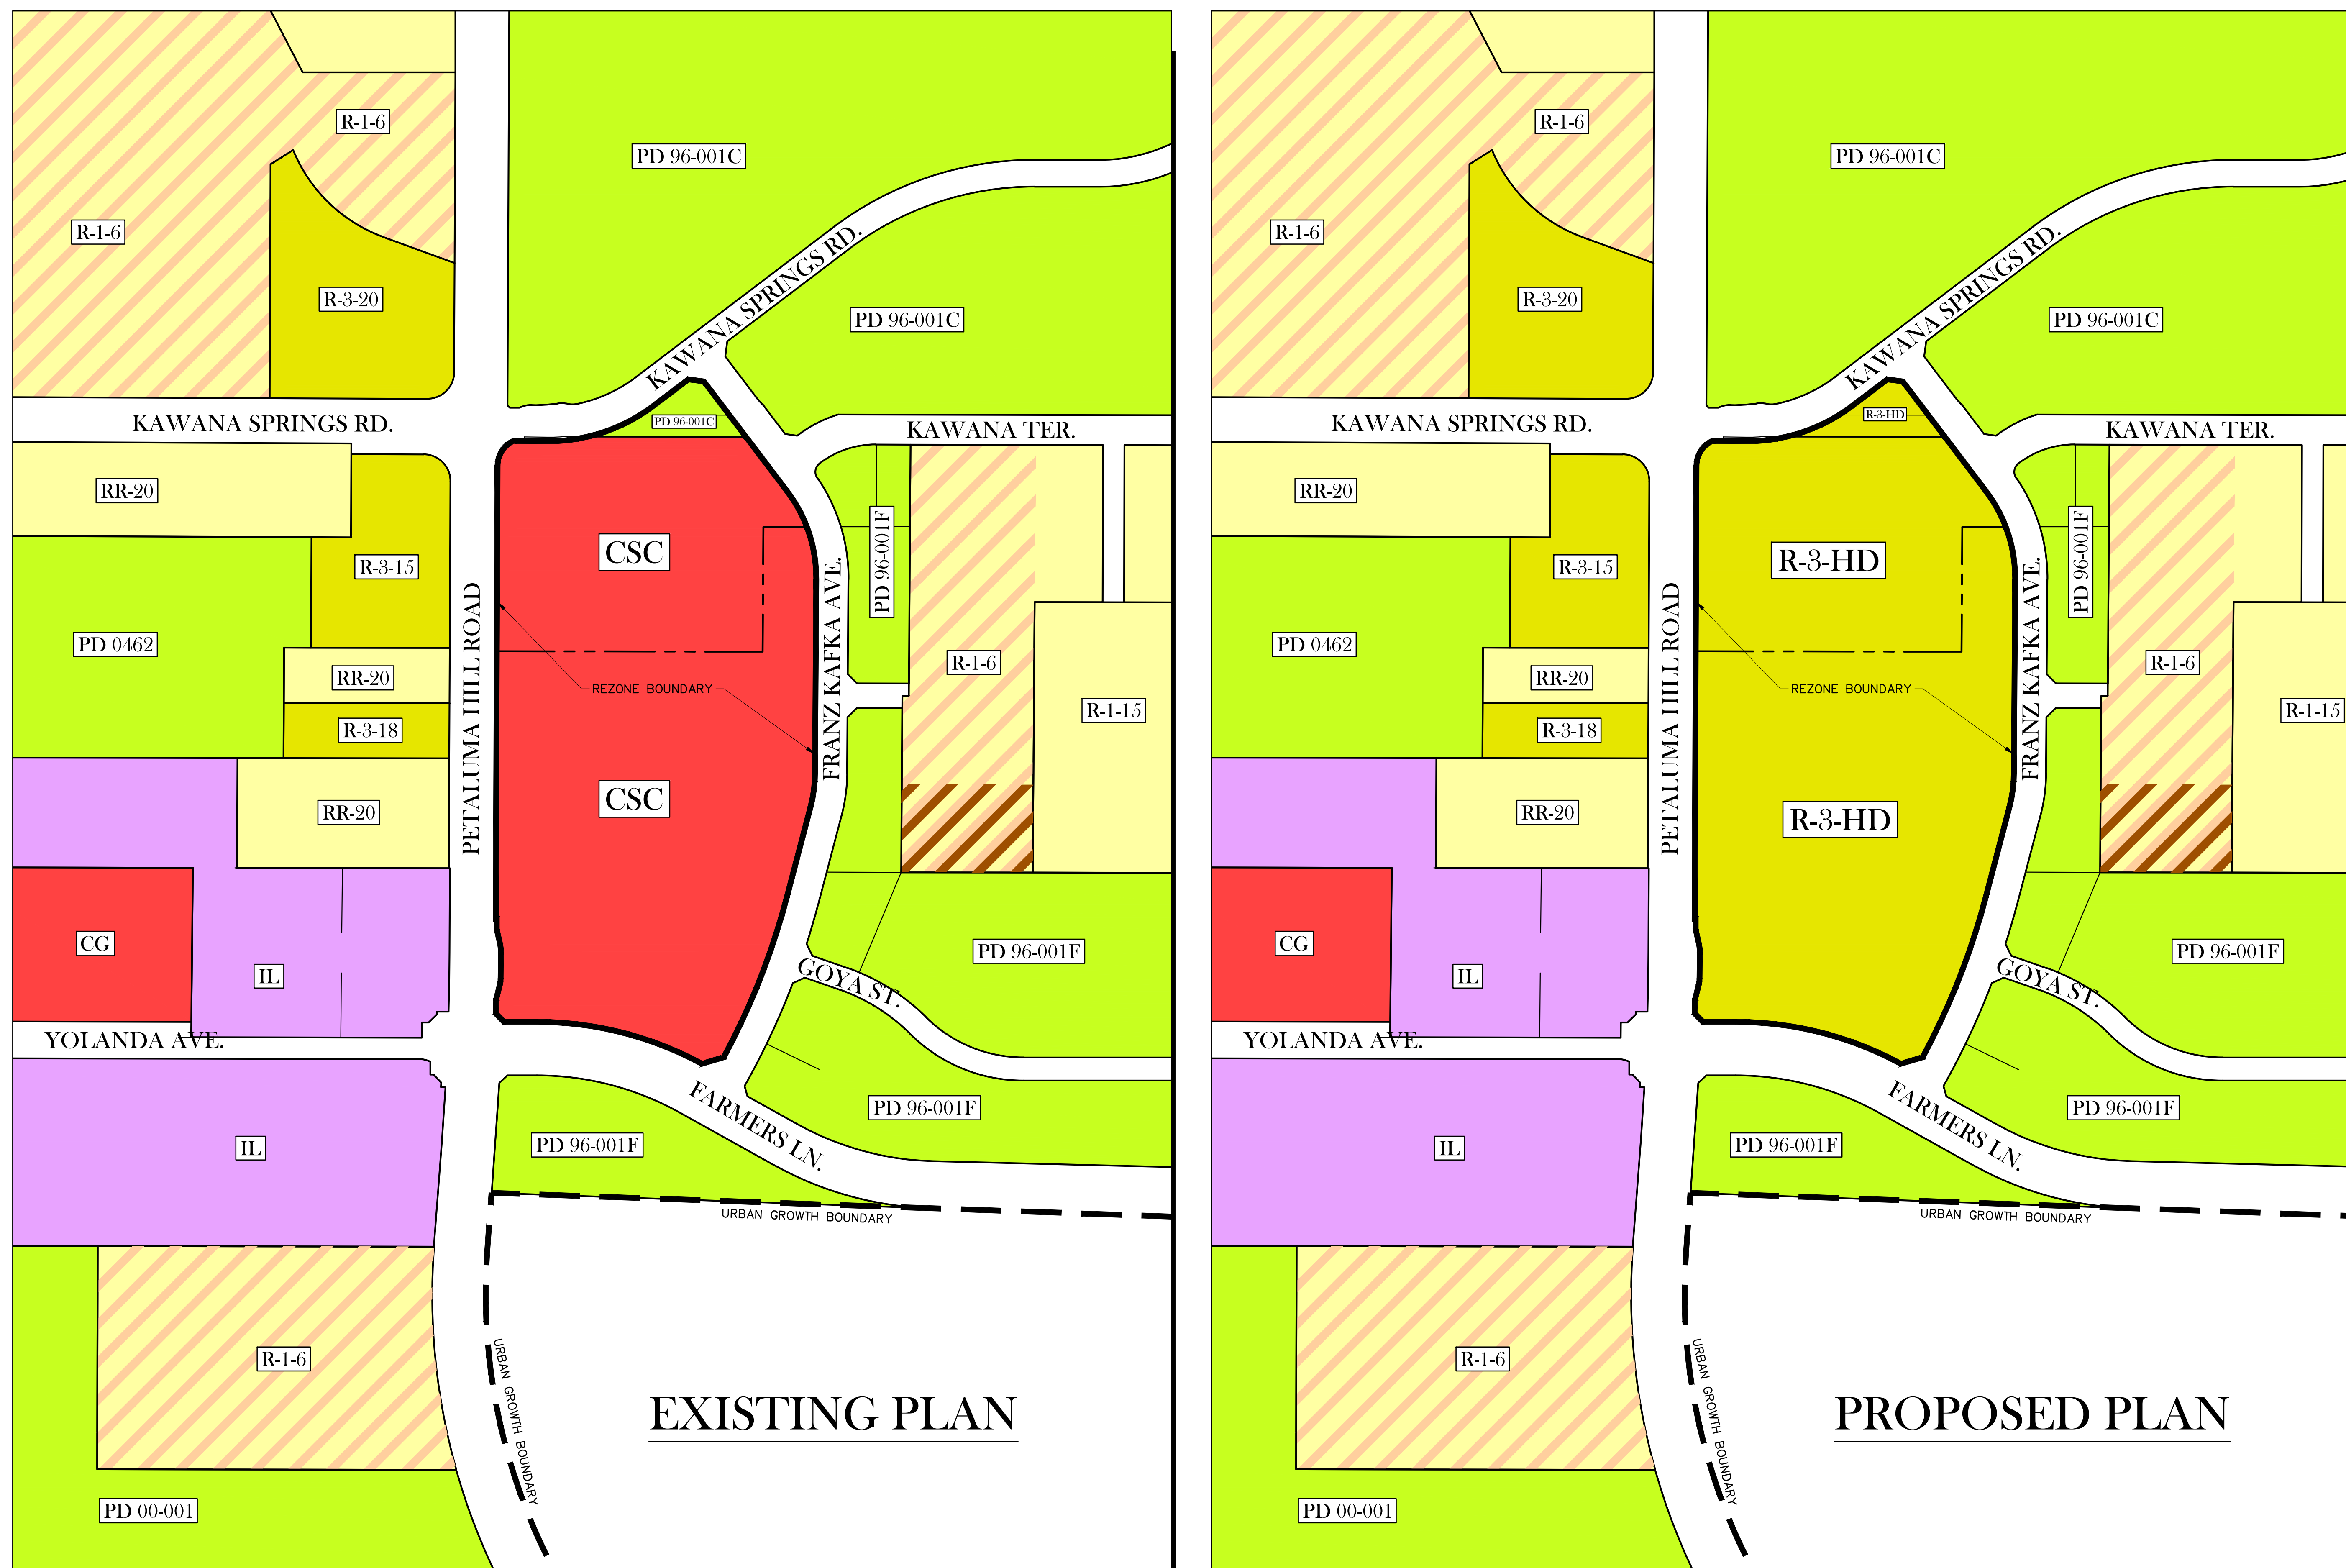 R-1-6
PD 96-001C
R-1-6
R-3-20
PD 96-001C
KAWANA SPRINGS RD.
KAWANA SPRINGS RD.
PD 96-001C
KAWANA TER.
RR-20
CSC
PD 96-001F
R-3-15
PD 0462
RR-20
R-1-6
REZONE BOUNDARY
R-1-15
R-3-18
PETALUMA HILL ROAD
FRANZ KAFKA AVE.
CSC
RR-20
CG
IL
PD 96-001F
GOYA ST.
YOLANDA AVE.
PD 96-001F
FARMERS LN.
IL
PD 96-001F
URBAN GROWTH BOUNDARY
R-1-6
URBAN GROWTH BOUNDARY
EXISTING PLAN
PD 00-001
R-1-6
PD 96-001C
R-1-6
R-3-20
PD 96-001C
KAWANA SPRINGS RD.
KAWANA SPRINGS RD.
R-3-HD
KAWANA TER.
RR-20
R-3-HD
PD 96-001F
R-3-15
PD 0462
RR-20
R-1-6
REZONE BOUNDARY
R-1-15
R-3-18
PETALUMA HILL ROAD
FRANZ KAFKA AVE.
R-3-HD
RR-20
CG
IL
PD 96-001F
GOYA ST.
YOLANDA AVE.
PD 96-001F
FARMERS LN.
IL
PD 96-001F
URBAN GROWTH BOUNDARY
R-1-6
URBAN GROWTH BOUNDARY
PROPOSED PLAN
PD 00-001